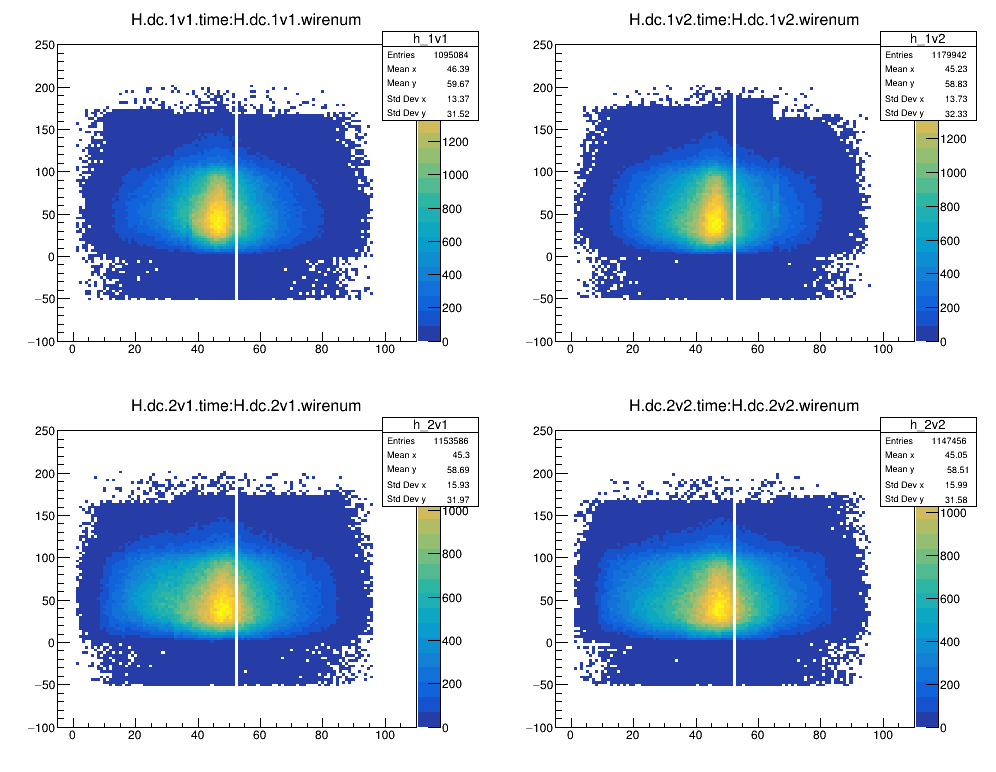 H.dc.1v1.time:H.dc.1v1.wirenum
h_1v1
Entries 1095084
Mean x 46.39
Mean y 59.67
Std Dev x 13.37
Std Dev y 31.52
250
200
150
100
50
0
−50
−100
0 20 40 60 80 100
1200
1000
800
600
400
200
0
H.dc.1v2.time:H.dc.1v2.wirenum
h_1v2
Entries 1179942
Mean x 45.23
Mean y 58.83
Std Dev x 13.73
Std Dev y 32.33
250
200
150
100
50
0
−50
−100
0 20 40 60 80 100
1200
1000
800
600
400
200
0
H.dc.2v1.time:H.dc.2v1.wirenum
h_2v1
Entries 1153586
Mean x 45.3
Mean y 58.69
Std Dev x 15.93
Std Dev y 31.97
250
200
150
100
50
0
−50
−100
0 20 40 60 80 100
1000
800
600
400
200
0
H.dc.2v2.time:H.dc.2v2.wirenum
h_2v2
Entries 1147456
Mean x 45.05
Mean y 58.51
Std Dev x 15.99
Std Dev y 31.58
250
200
150
100
50
0
−50
−100
0 20 40 60 80 100
1000
800
600
400
200
0